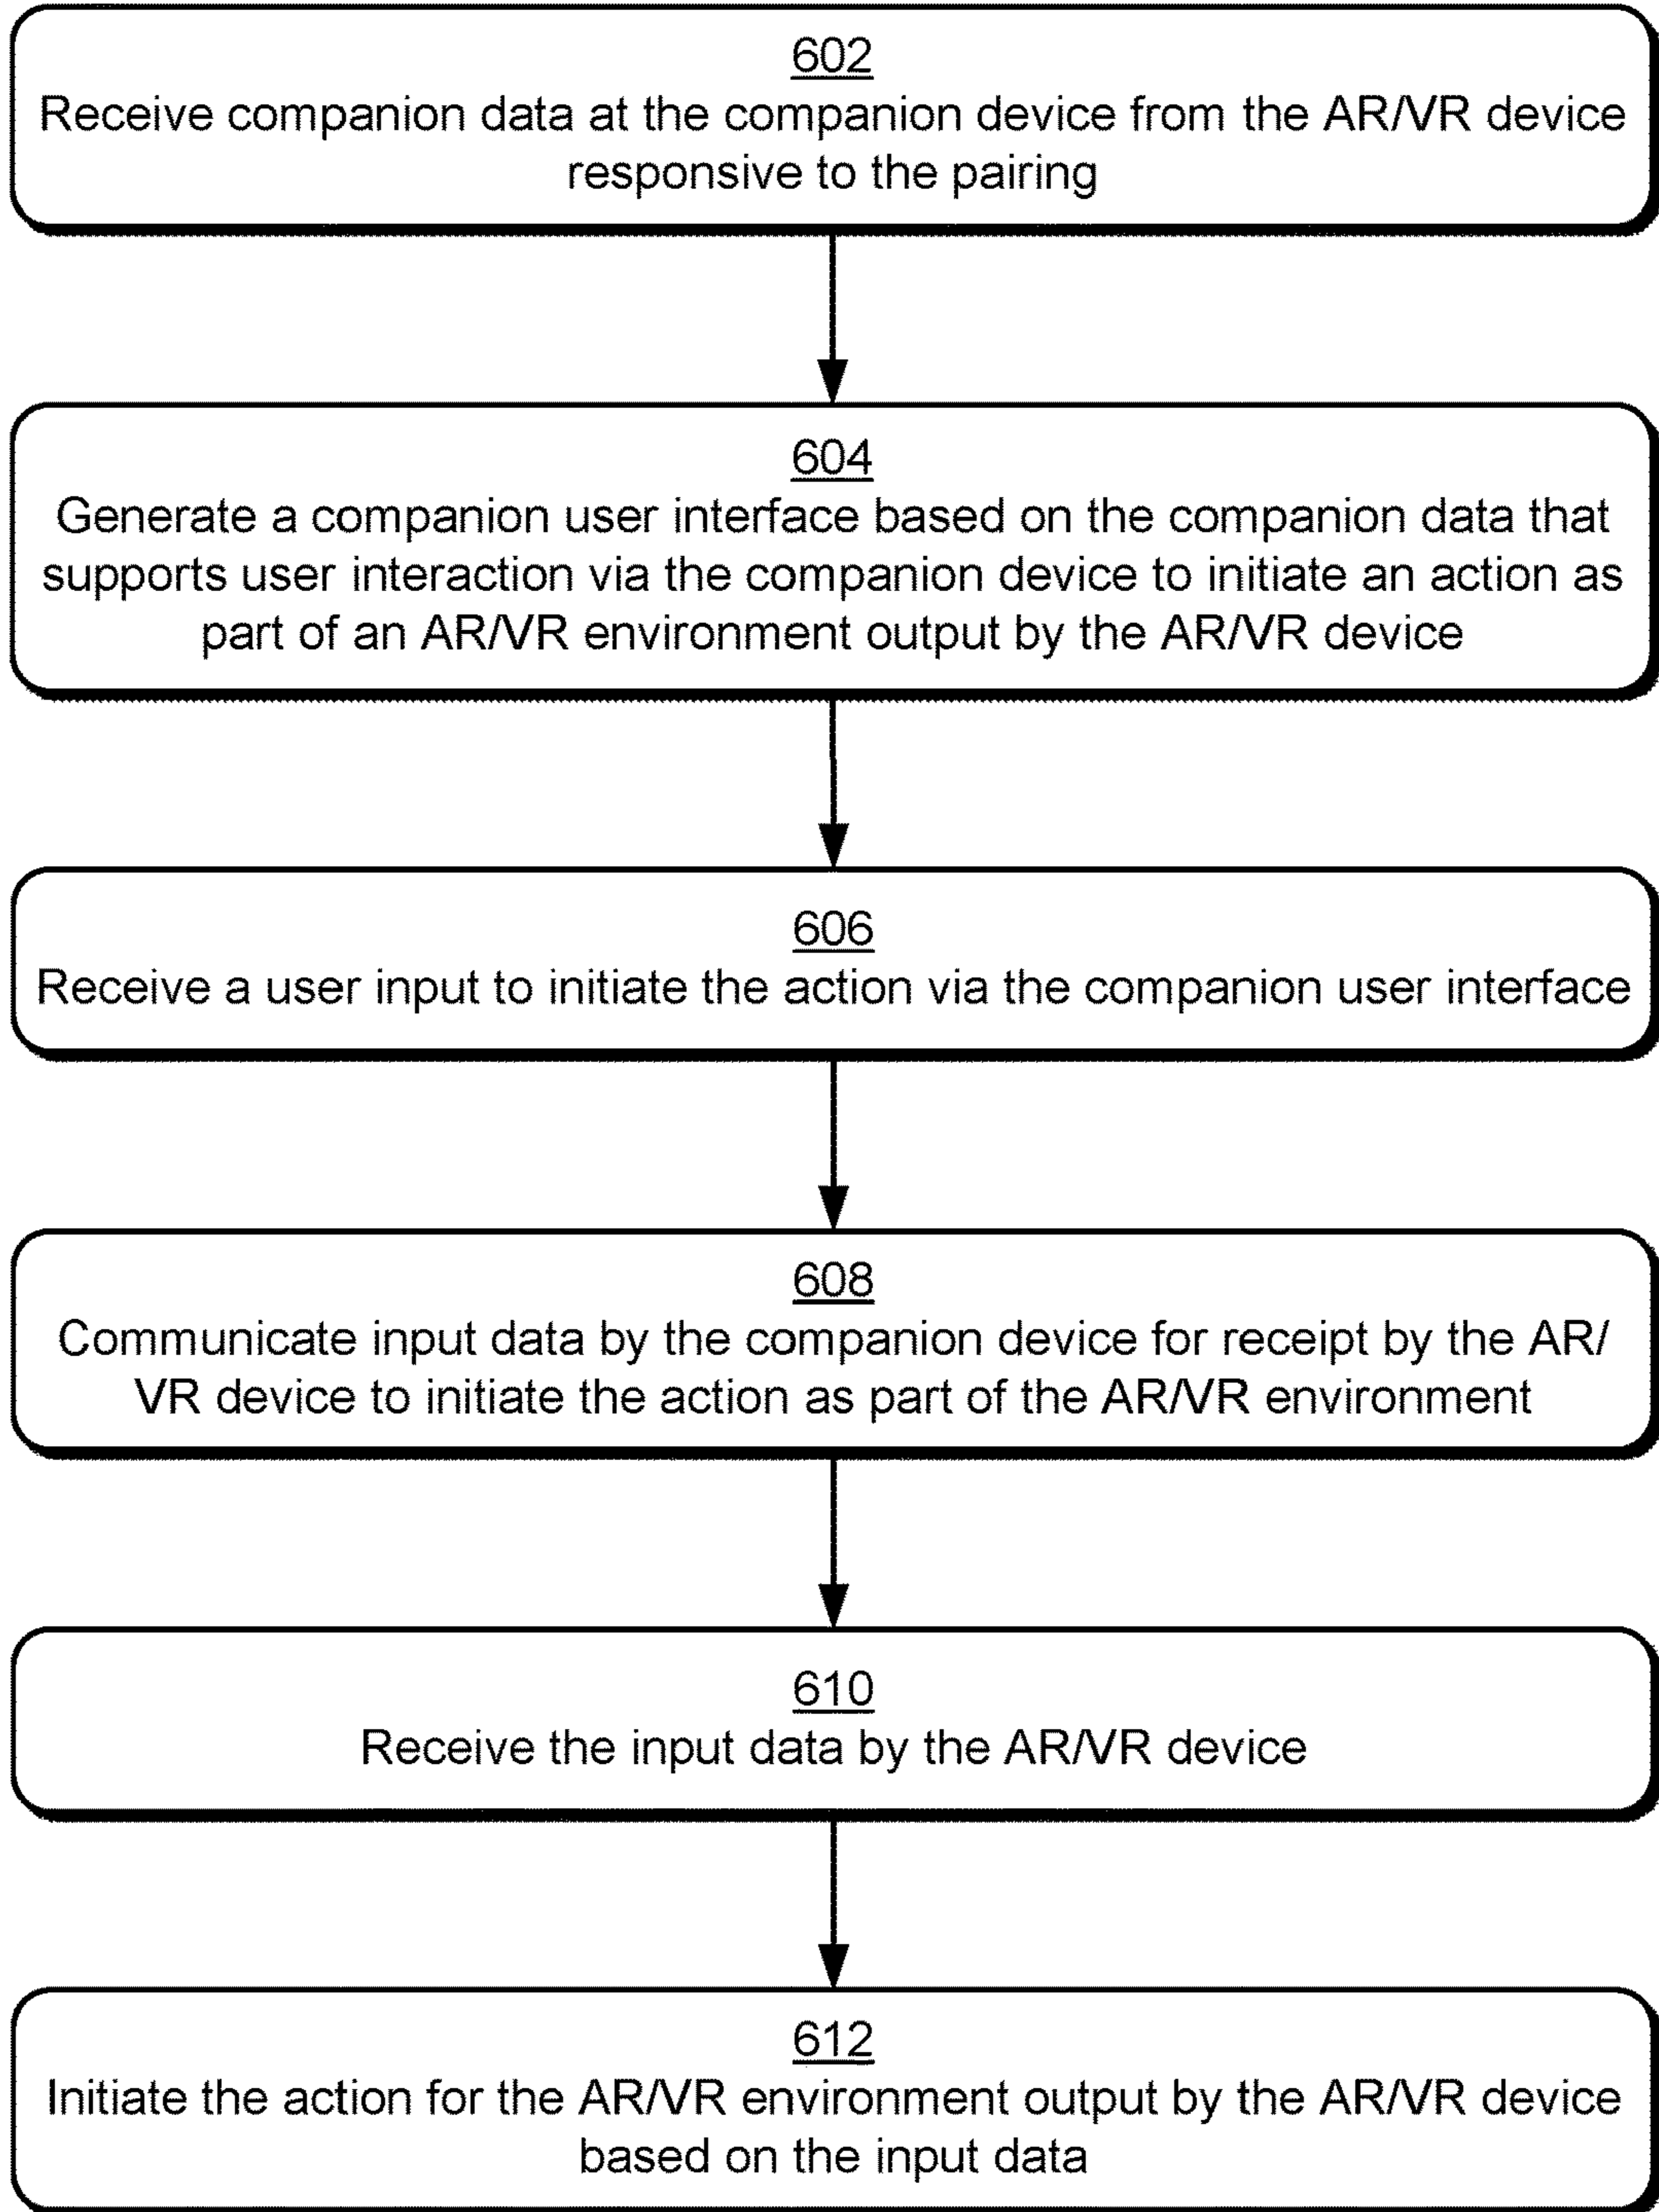 602
Receive companion data at the companion device from the AR/VR device
responsive to the pairing
604
Generate a companion user interface based on the companion data that
supports user interaction via the companion device to initiate an action as
part of an AR/VR environment output by the AR/VR device
606
Receive a user input to initiate the action via the companion user interface
608
Communicate input data by the companion device for receipt by the AR/
VR device to initiate the action as part of the AR/VR environment
610
Receive the input data by the AR/VR device
612
Initiate the action for the AR/VR environment output by the AR/VR device
based on the input data